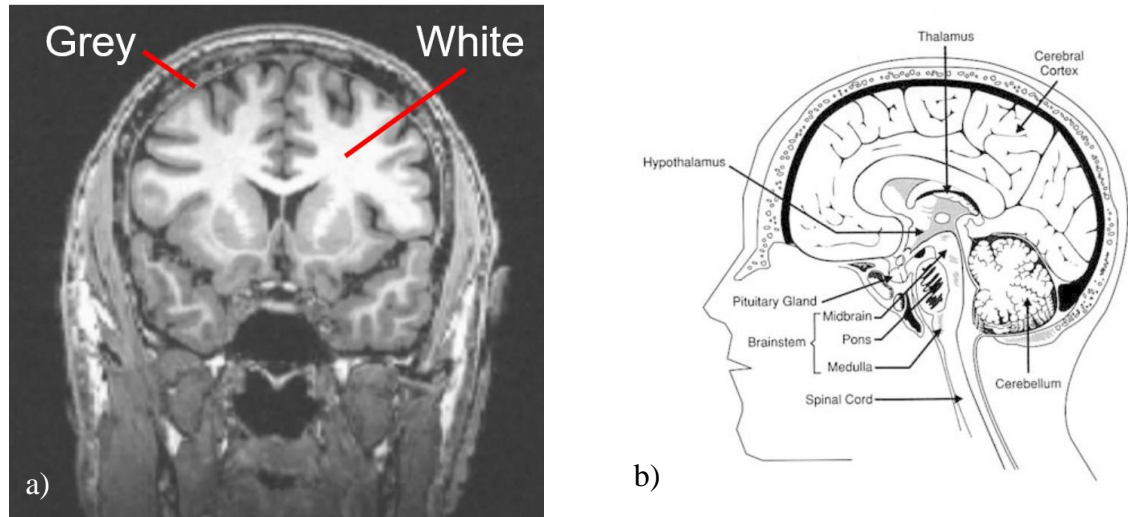 Grey
White
a)
Thalamus
Cerebral
Cortex
Hypothalamus
Pituitary Gland
Midbrain
Brainstem
Pons
Medulla
Spinal Cord
Cerebellum
b)